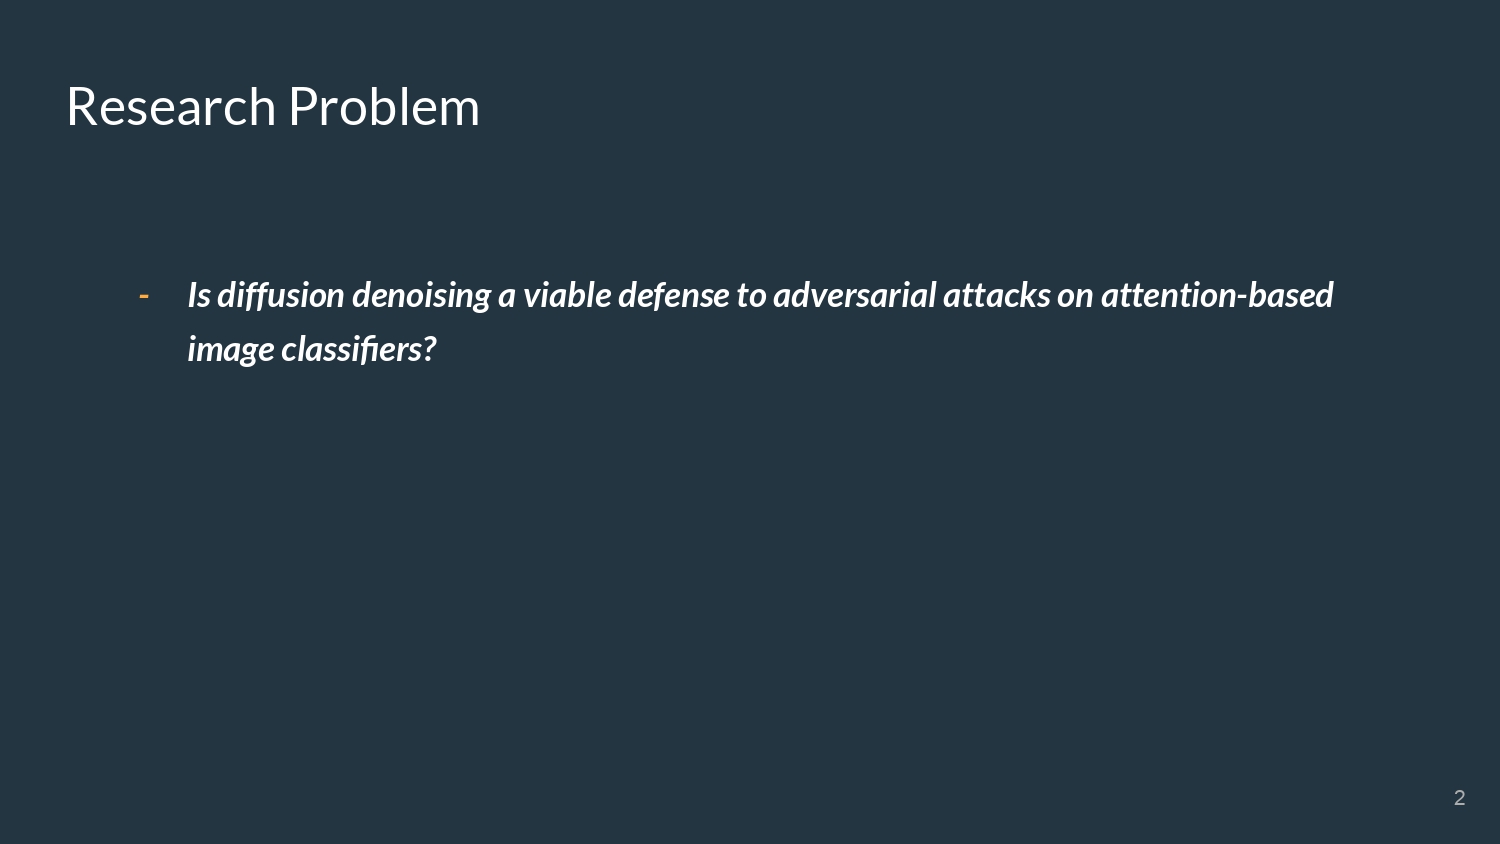 Research Problem
- Is diffusion denoising a viable defense to adversarial attacks on attention-based
image classifiers?
2